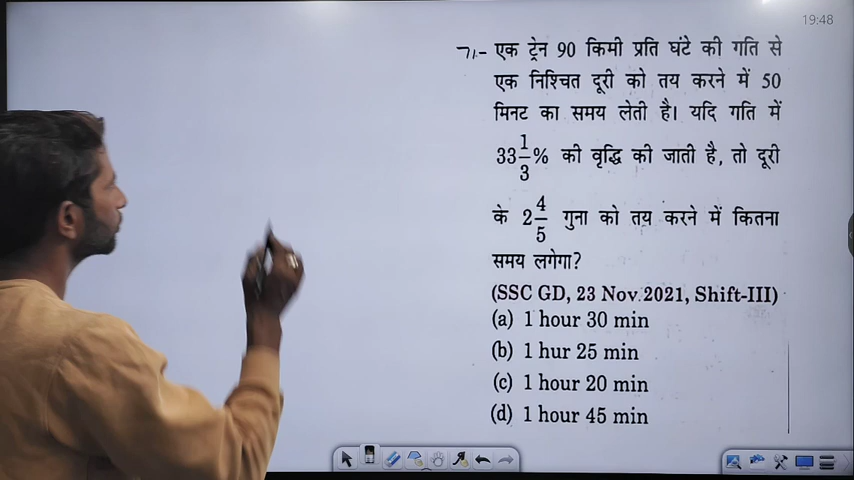 19:48
71- एक ट्रेन 90 किमी प्रति घंटे की गति से
एक निश्चित दूरी को तय करने में 50
मिनट का समय लेती है। यदि गति में
33 1/3 % की वृद्धि की जाती है, तो दूरी
के 2 4/5 गुना को तय करने में कितना
समय लगेगा?
(SSC GD, 23 Nov.2021, Shift-III)
(a) 1 hour 30 min
(b) 1 hur 25 min
(c) 1 hour 20 min
(d) 1 hour 45 min